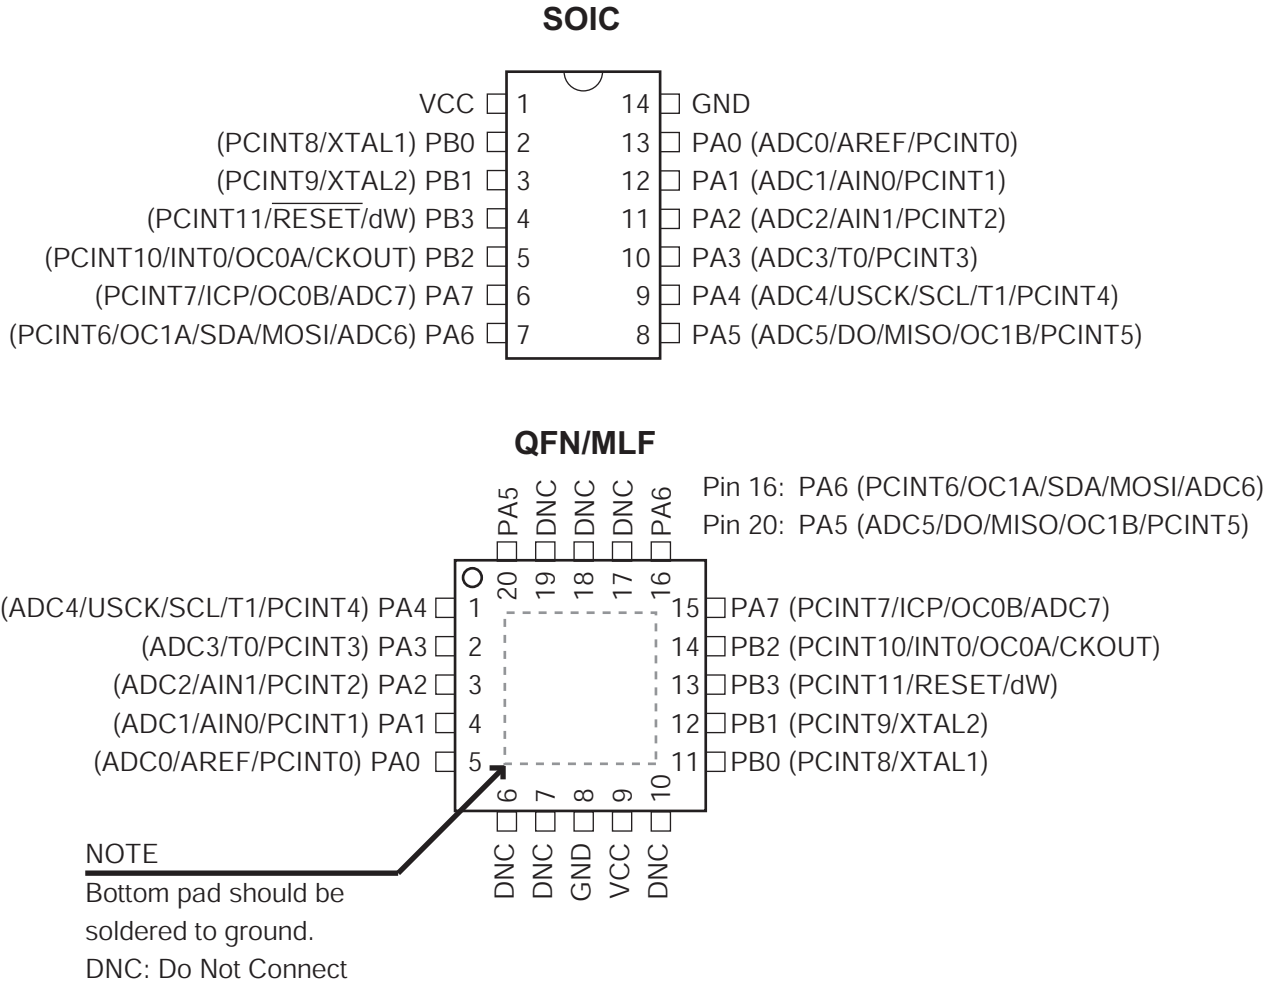 SOIC
VCC 1 14 GND
(PCINT8/XTAL1) PB0 2 13 PA0 (ADC0/AREF/PCINT0)
(PCINT9/XTAL2) PB1 3 12 PA1 (ADC1/AIN0/PCINT1)
(PCINT11/RESET/dW) PB3 4 11 PA2 (ADC2/AIN1/PCINT2)
(PCINT10/INT0/OC0A/CKOUT) PB2 5 10 PA3 (ADC3/T0/PCINT3)
(PCINT7/ICP/OC0B/ADC7) PA7 6 9 PA4 (ADC4/USCK/SCL/T1/PCINT4)
(PCINT6/OC1A/SDA/MOSI/ADC6) PA6 7 8 PA5 (ADC5/DO/MISO/OC1B/PCINT5)
QFN/MLF
Pin 16: PA6 (PCINT6/OC1A/SDA/MOSI/ADC6)
Pin 20: PA5 (ADC5/DO/MISO/OC1B/PCINT5)
PA5 DNC DNC DNC PA6
20 19 18 17 16
(ADC4/USCK/SCL/T1/PCINT4) PA4 1 15 PA7 (PCINT7/ICP/OC0B/ADC7)
(ADC3/T0/PCINT3) PA3 2 14 PB2 (PCINT10/INT0/OC0A/CKOUT)
(ADC2/AIN1/PCINT2) PA2 3 13 PB3 (PCINT11/RESET/dW)
(ADC1/AIN0/PCINT1) PA1 4 12 PB1 (PCINT9/XTAL2)
(ADC0/AREF/PCINT0) PA0 5 11 PB0 (PCINT8/XTAL1)
6 7 8 9 10
DNC DNC GND VCC DNC
NOTE
Bottom pad should be
soldered to ground.
DNC: Do Not Connect